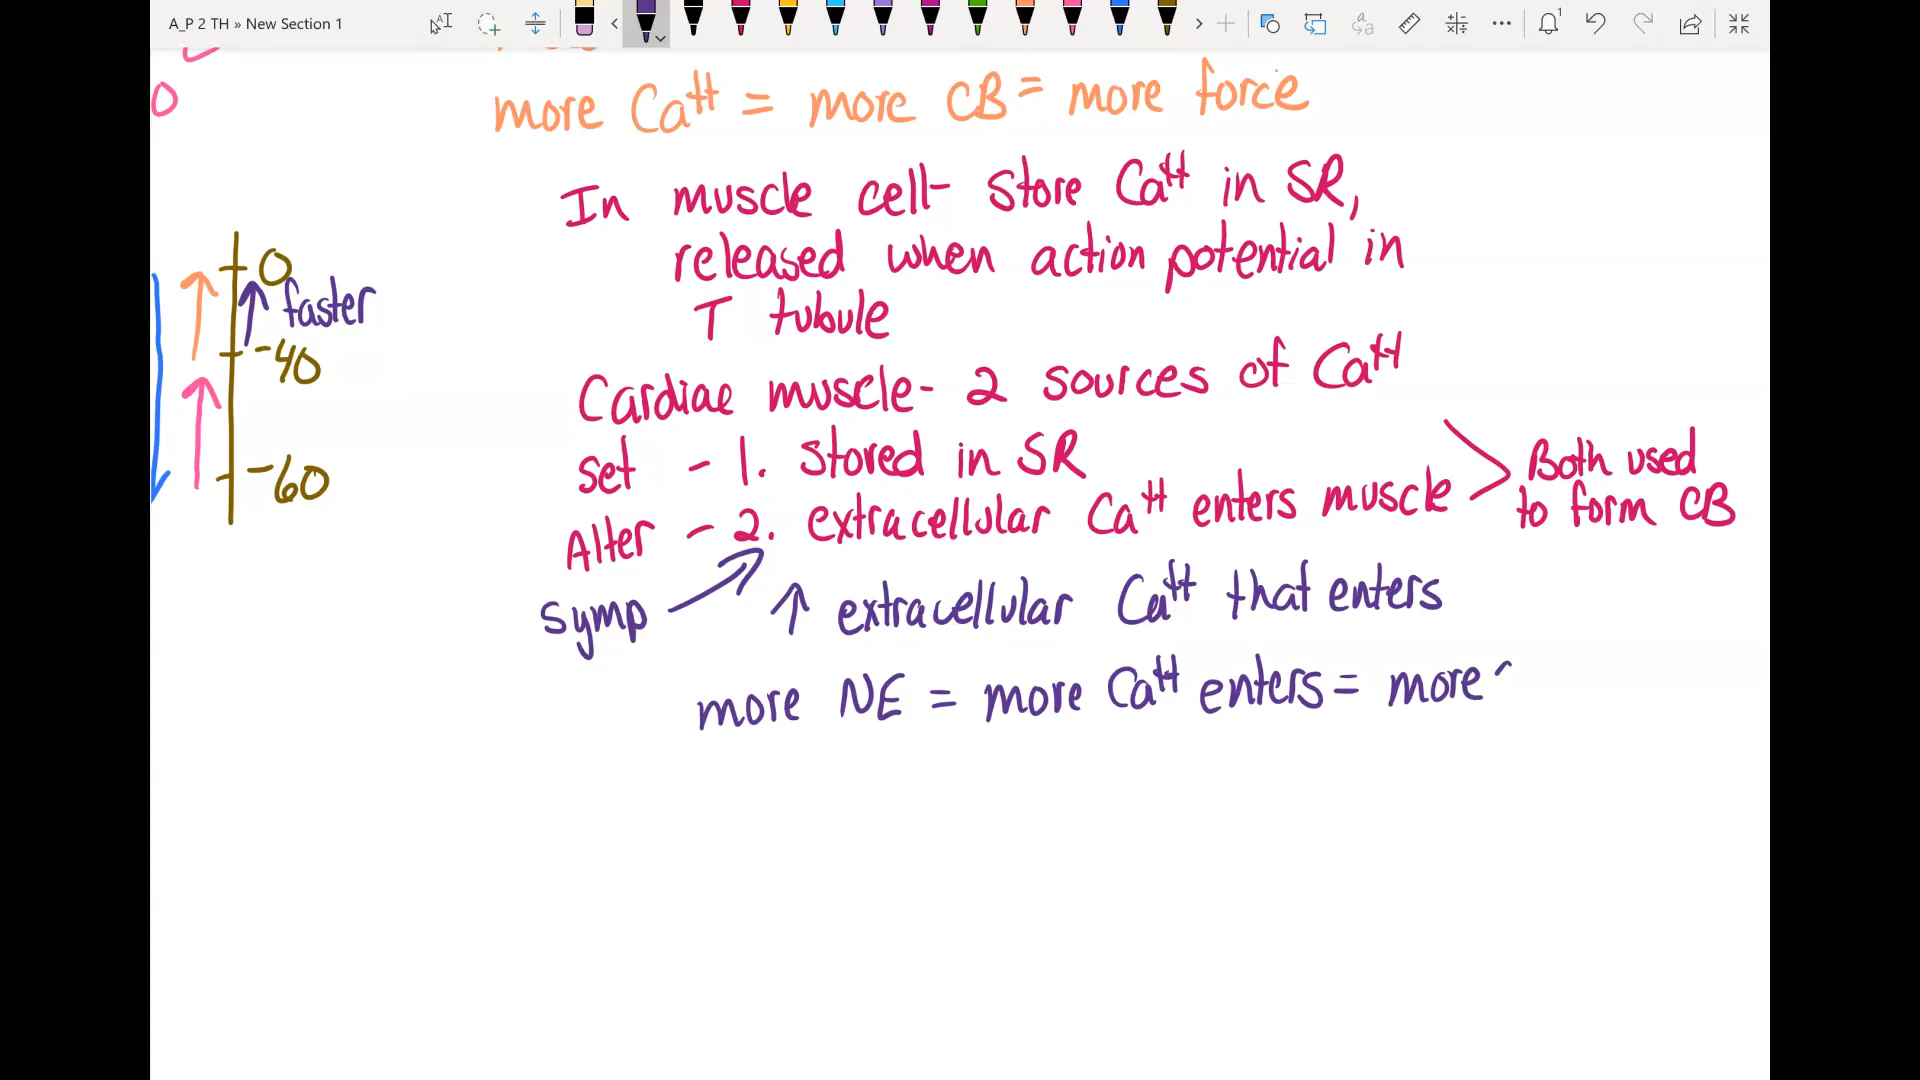 A_P 2 TH » New Section 1
more Ca++ = more CB = more force
In muscle cell- store Ca++ in SR,
released when action potential in
T tubule
Cardiac muscle- 2 sources of Ca++
set - 1. stored in SR
Alter - 2. extracellular Ca++ enters muscle
Both used
to form CB
symp ↑ extracellular Ca++ that enters
more NE = more Ca++ enters = more
0
0
faster
-40
-60